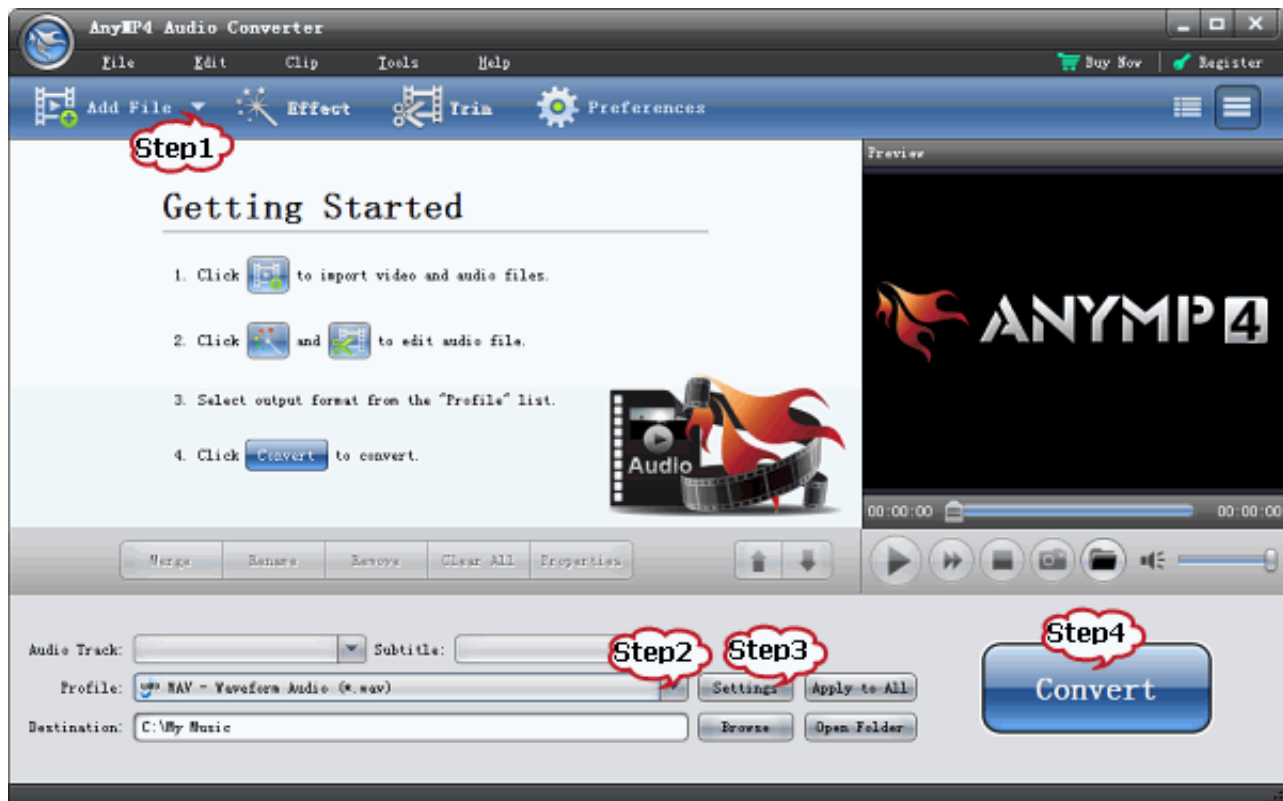 AnyMP4 Audio Converter
File Edit Clip Tools Help Buy Now Register
Add File Effect Trim Preferences
Step1
Preview
Getting Started
1. Click to import video and audio files.
2. Click and to edit audio file.
3. Select output format from the "Profile" list.
4. Click Convert to convert.
Audio
ANYMP4
00:00:00 00:00:00
Merge Rename Remove Clear All Properties
Audio Track: Subtitle:
Step2 Step3 Step4
Profile: WAV - Waveform Audio (*.wav) Settings Apply to All
Convert
Destination: C:\My Music Browse Open Folder